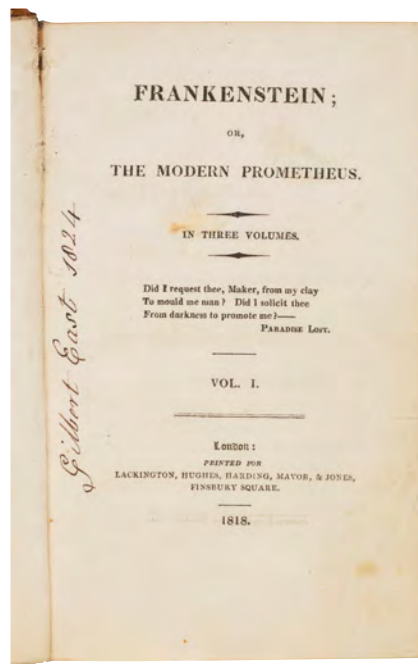 FRANKENSTEIN;
OR,
THE MODERN PROMETHEUS.
IN THREE VOLUMES.
Did I request thee, Maker, from my clay
To mould me man? Did I solicit thee
From darkness to promote me?——
PARADISE LOST.
VOL. I.
London:
PRINTED FOR
LACKINGTON, HUGHES, HARDING, MAVOR, & JONES,
FINSBURY SQUARE.
1818.
Gilbert East 1824